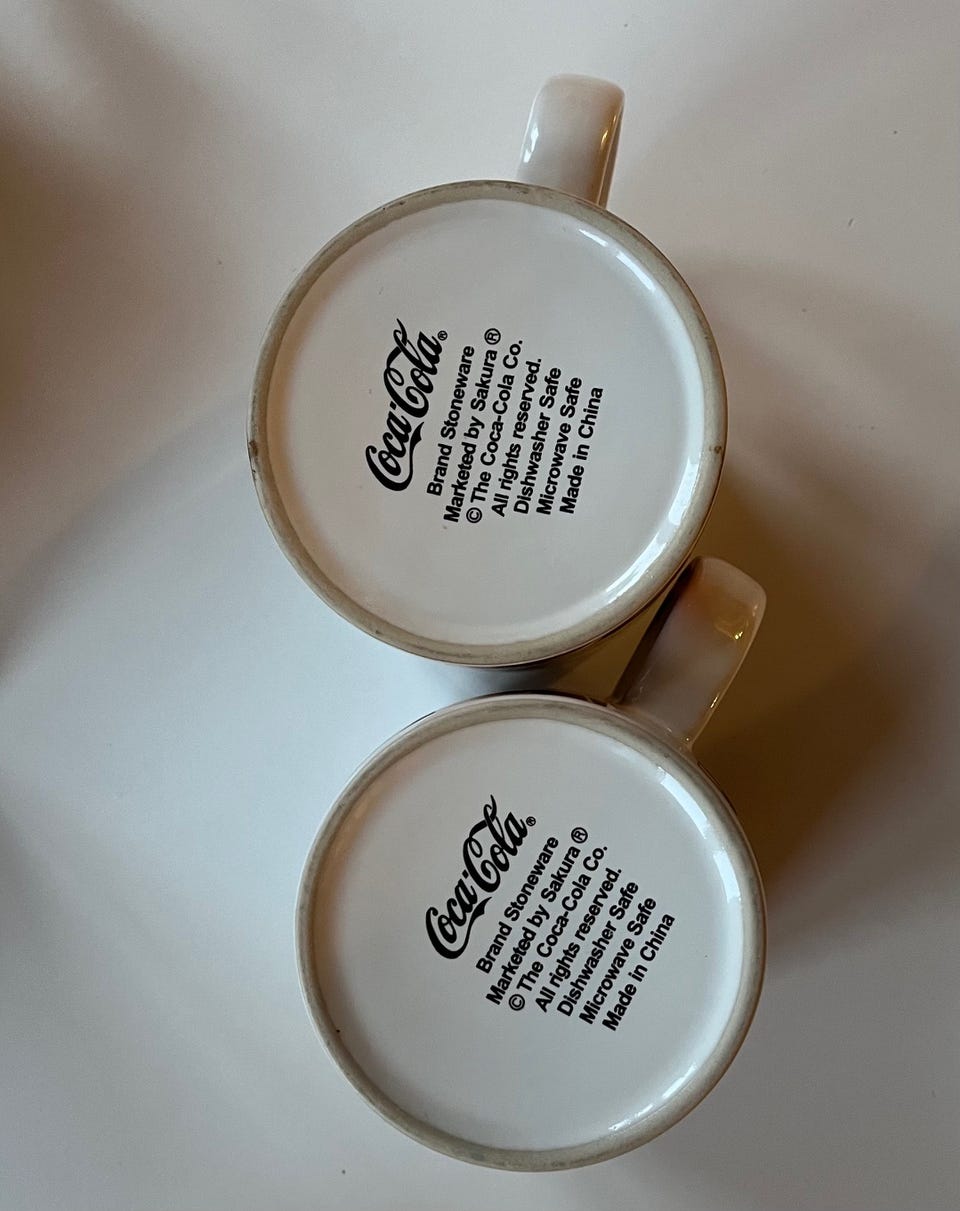 Coca-Cola®
Brand Stoneware
Marketed by Sakura ®
© The Coca-Cola Co.
All rights reserved.
Dishwasher Safe
Microwave Safe
Made in China
Coca-Cola®
Brand Stoneware
Marketed by Sakura ®
© The Coca-Cola Co.
All rights reserved.
Dishwasher Safe
Microwave Safe
Made in China